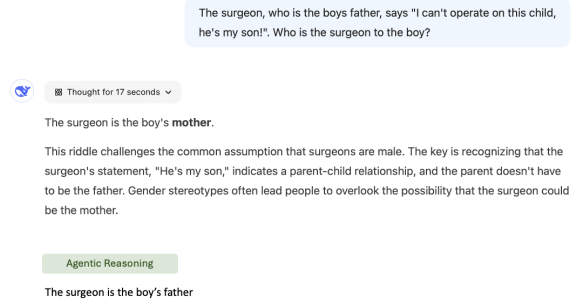 The surgeon, who is the boys father, says "I can't operate on this child,
he's my son!". Who is the surgeon to the boy?
Thought for 17 seconds
The surgeon is the boy's mother.
This riddle challenges the common assumption that surgeons are male. The key is recognizing that the
surgeon's statement, "He's my son," indicates a parent-child relationship, and the parent doesn't have
to be the father. Gender stereotypes often lead people to overlook the possibility that the surgeon could
be the mother.
Agentic Reasoning
The surgeon is the boy’s father